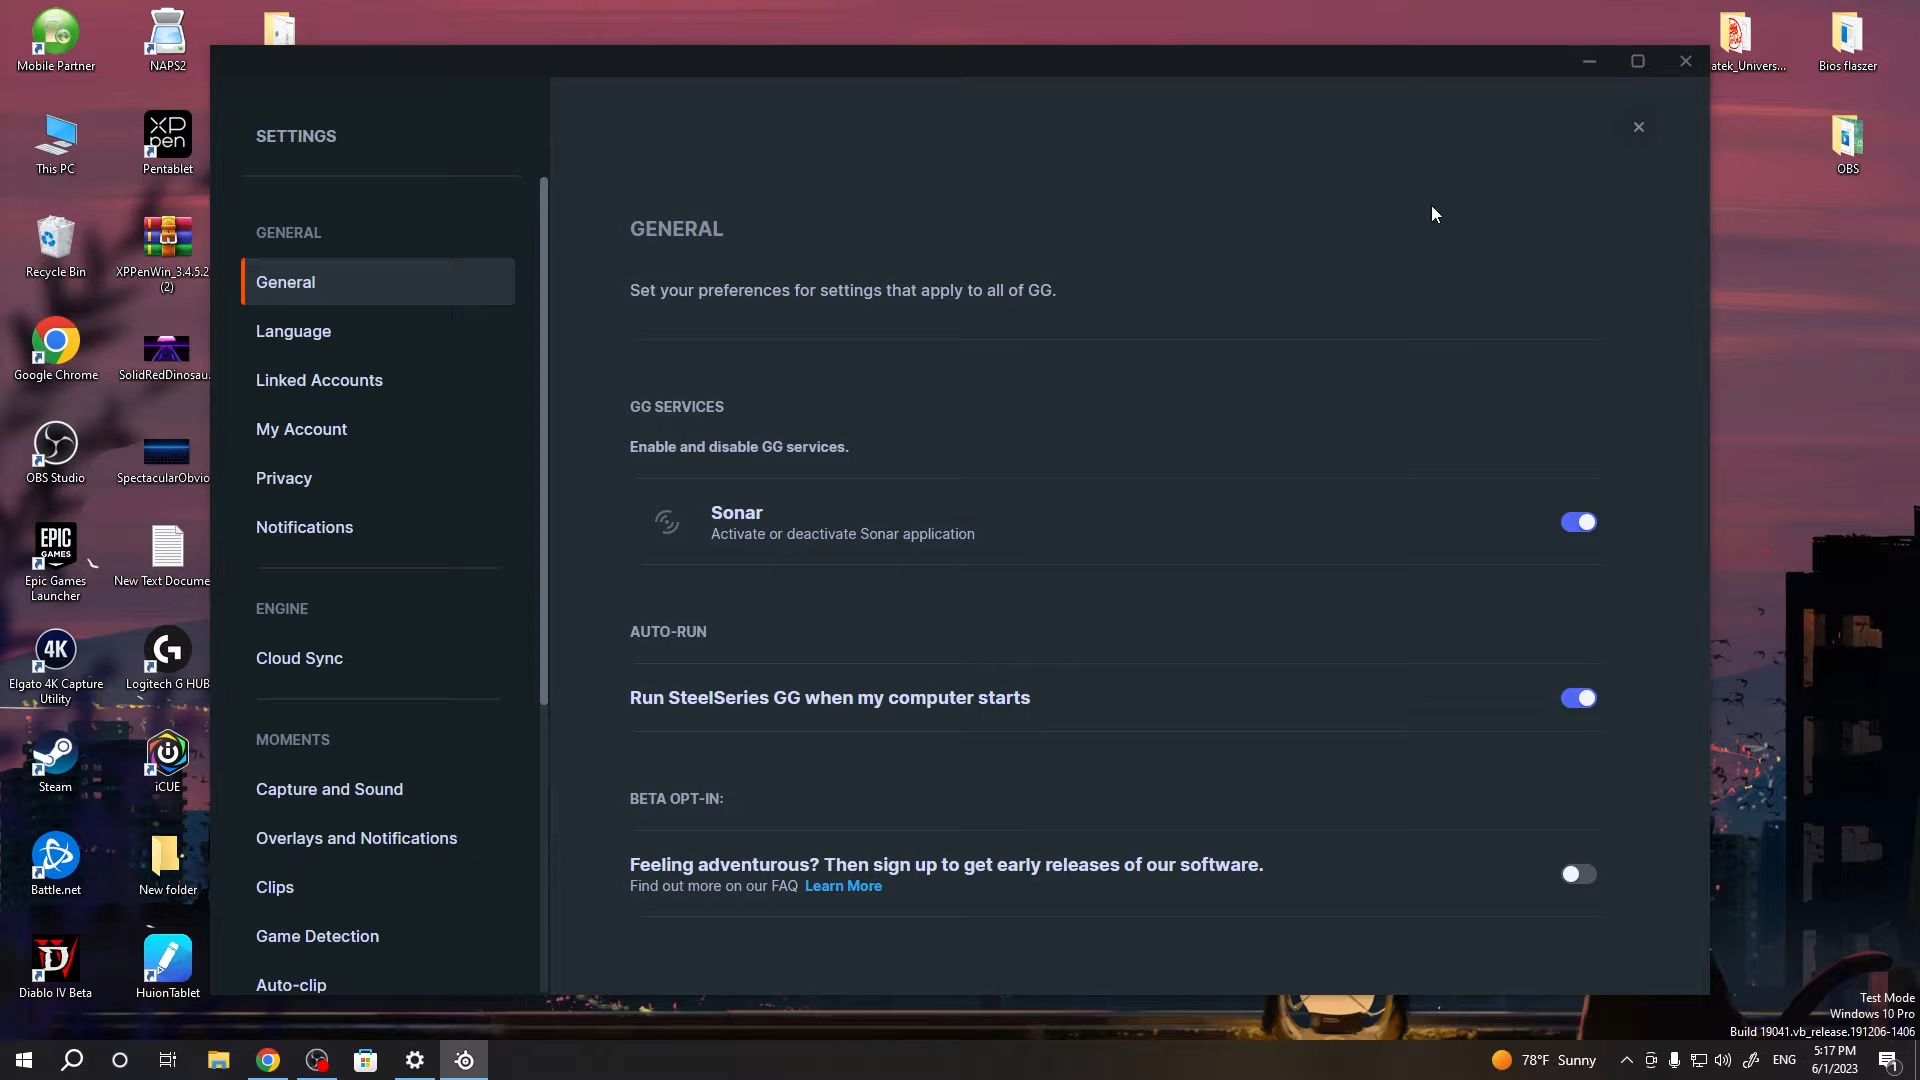 Mobile Partner
NAPS2
This PC
XP
pen
Pentablet
Recycle Bin
XPPenWin_3.4.5.2
(2)
Google Chrome
SolidRedDinosau.
OBS Studio
SpectacularObvio
EPIC
GAMES
Epic Games
Launcher
New Text Docume
4K
Elgato 4K Capture
Utility
Logitech G HUB
Steam
iCUE
Battle.net
New folder
Diablo IV Beta
HuionTablet
SETTINGS
GENERAL
General
Language
Linked Accounts
My Account
Privacy
Notifications
ENGINE
Cloud Sync
MOMENTS
Capture and Sound
Overlays and Notifications
Clips
Game Detection
Auto-clip
GENERAL
Set your preferences for settings that apply to all of GG.
GG SERVICES
Enable and disable GG services.
Sonar
Activate or deactivate Sonar application
AUTO-RUN
Run SteelSeries GG when my computer starts
BETA OPT-IN:
Feeling adventurous? Then sign up to get early releases of our software.
Find out more on our FAQ Learn More
atek_Univers...
Bios flaszer
OBS
Test Mode
Windows 10 Pro
Build 19041.vb_release.191206-1406
78°F Sunny
ENG
5:17 PM
6/1/2023
1